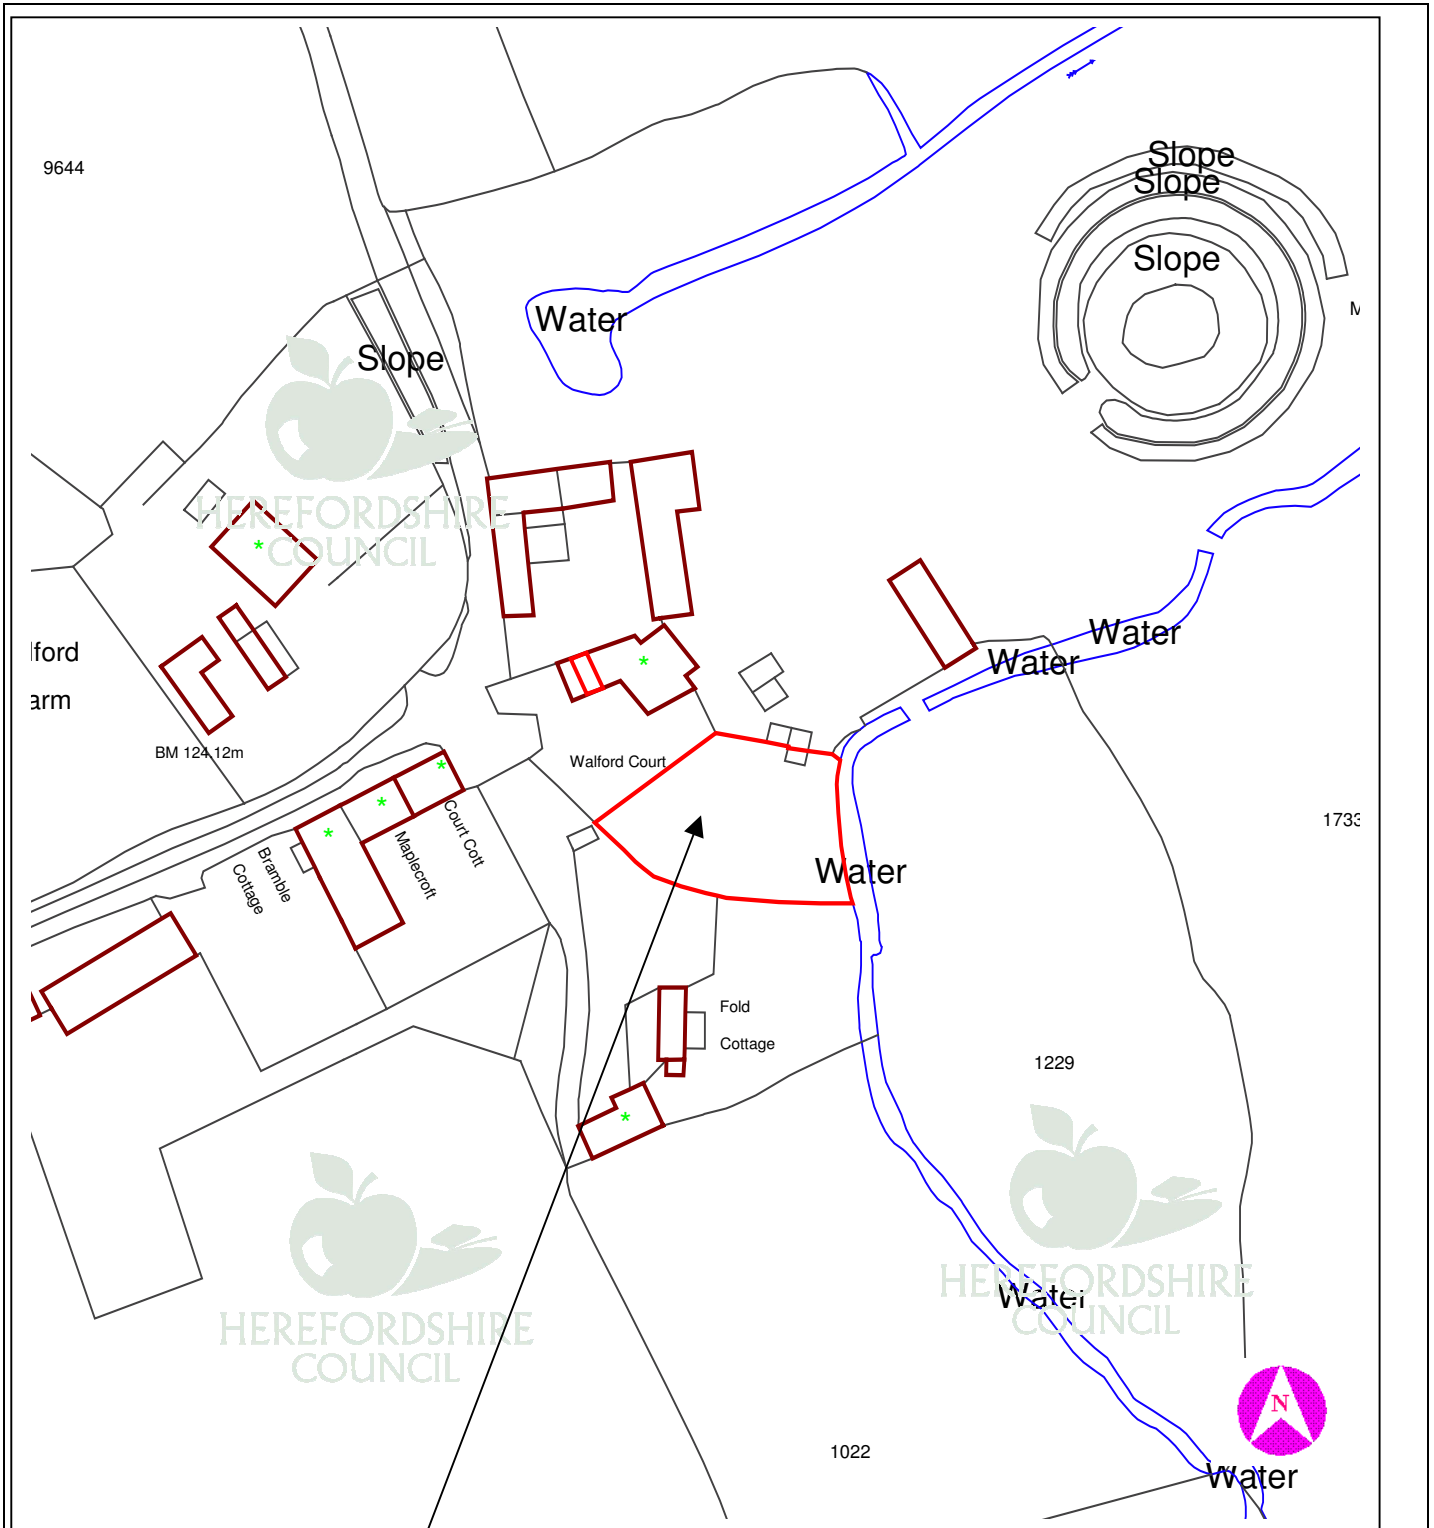 Slope
Slope
9644
Slope
M
Water
Slope
HEREFORDSHIRE
COUNCIL
lford
arm
Water
Water
BM 124.12m
Walford Court
Court Cott
Maplecroft
Bramble
Cottage
1733
Water
Fold
Cottage
1229
HEREFORDSHIRE
COUNCIL
Water
HEREFORDSHIRE
COUNCIL
N
1022
Water